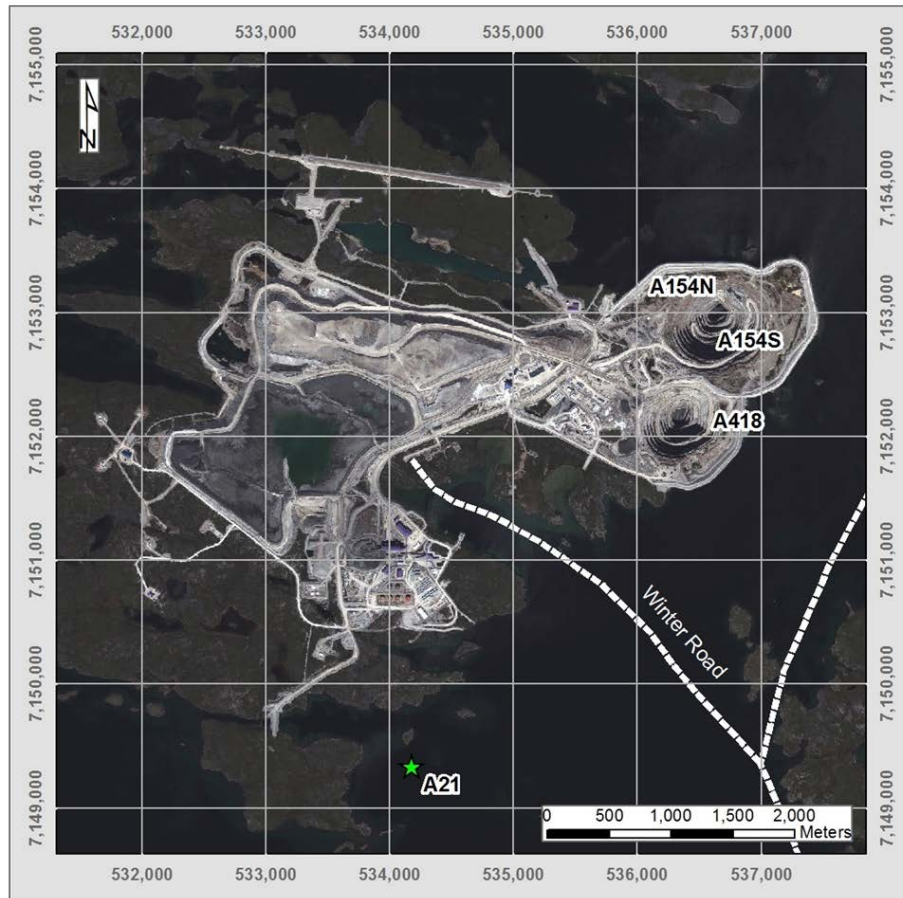 532,000 533,000 534,000 535,000 536,000 537,000
7,155,000 7,155,000
N
7,154,000 7,154,000
A154N
7,153,000 7,153,000
A154S
A418
7,152,000 7,152,000
7,151,000 7,151,000
Winter Road
7,150,000 7,150,000
A21
7,149,000 7,149,000
0 500 1,000 1,500 2,000
Meters
532,000 533,000 534,000 535,000 536,000 537,000